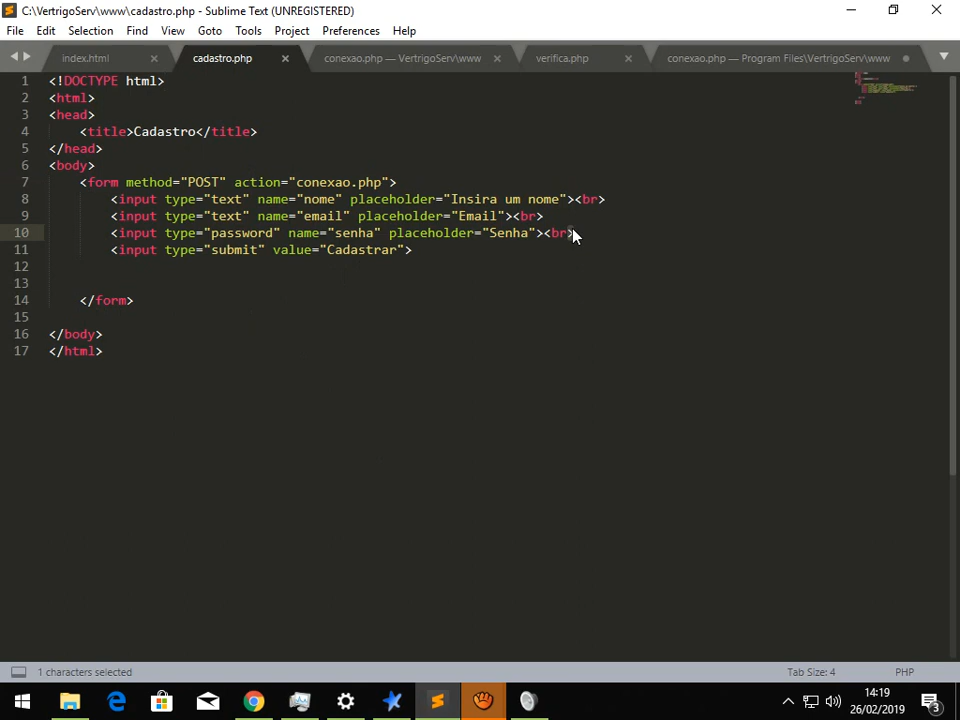 C:\VertrigoServ\www\cadastro.php - Sublime Text (UNREGISTERED)
File Edit Selection Find View Goto Tools Project Preferences Help
index.html cadastro.php conexao.php — VertrigoServ\www verifica.php conexao.php — Program Files\VertrigoServ\www
1 <!DOCTYPE html>
2 <html>
3 <head>
4 <title>Cadastro</title>
5 </head>
6 <body>
7 <form method="POST" action="conexao.php">
8 <input type="text" name="nome" placeholder="Insira um nome"><br>
9 <input type="text" name="email" placeholder="Email"><br>
10 <input type="password" name="senha" placeholder="Senha"><br>
11 <input type="submit" value="Cadastrar">
12
13
14 </form>
15
16 </body>
17 </html>
1 characters selected Tab Size: 4 PHP
14:19
26/02/2019
3